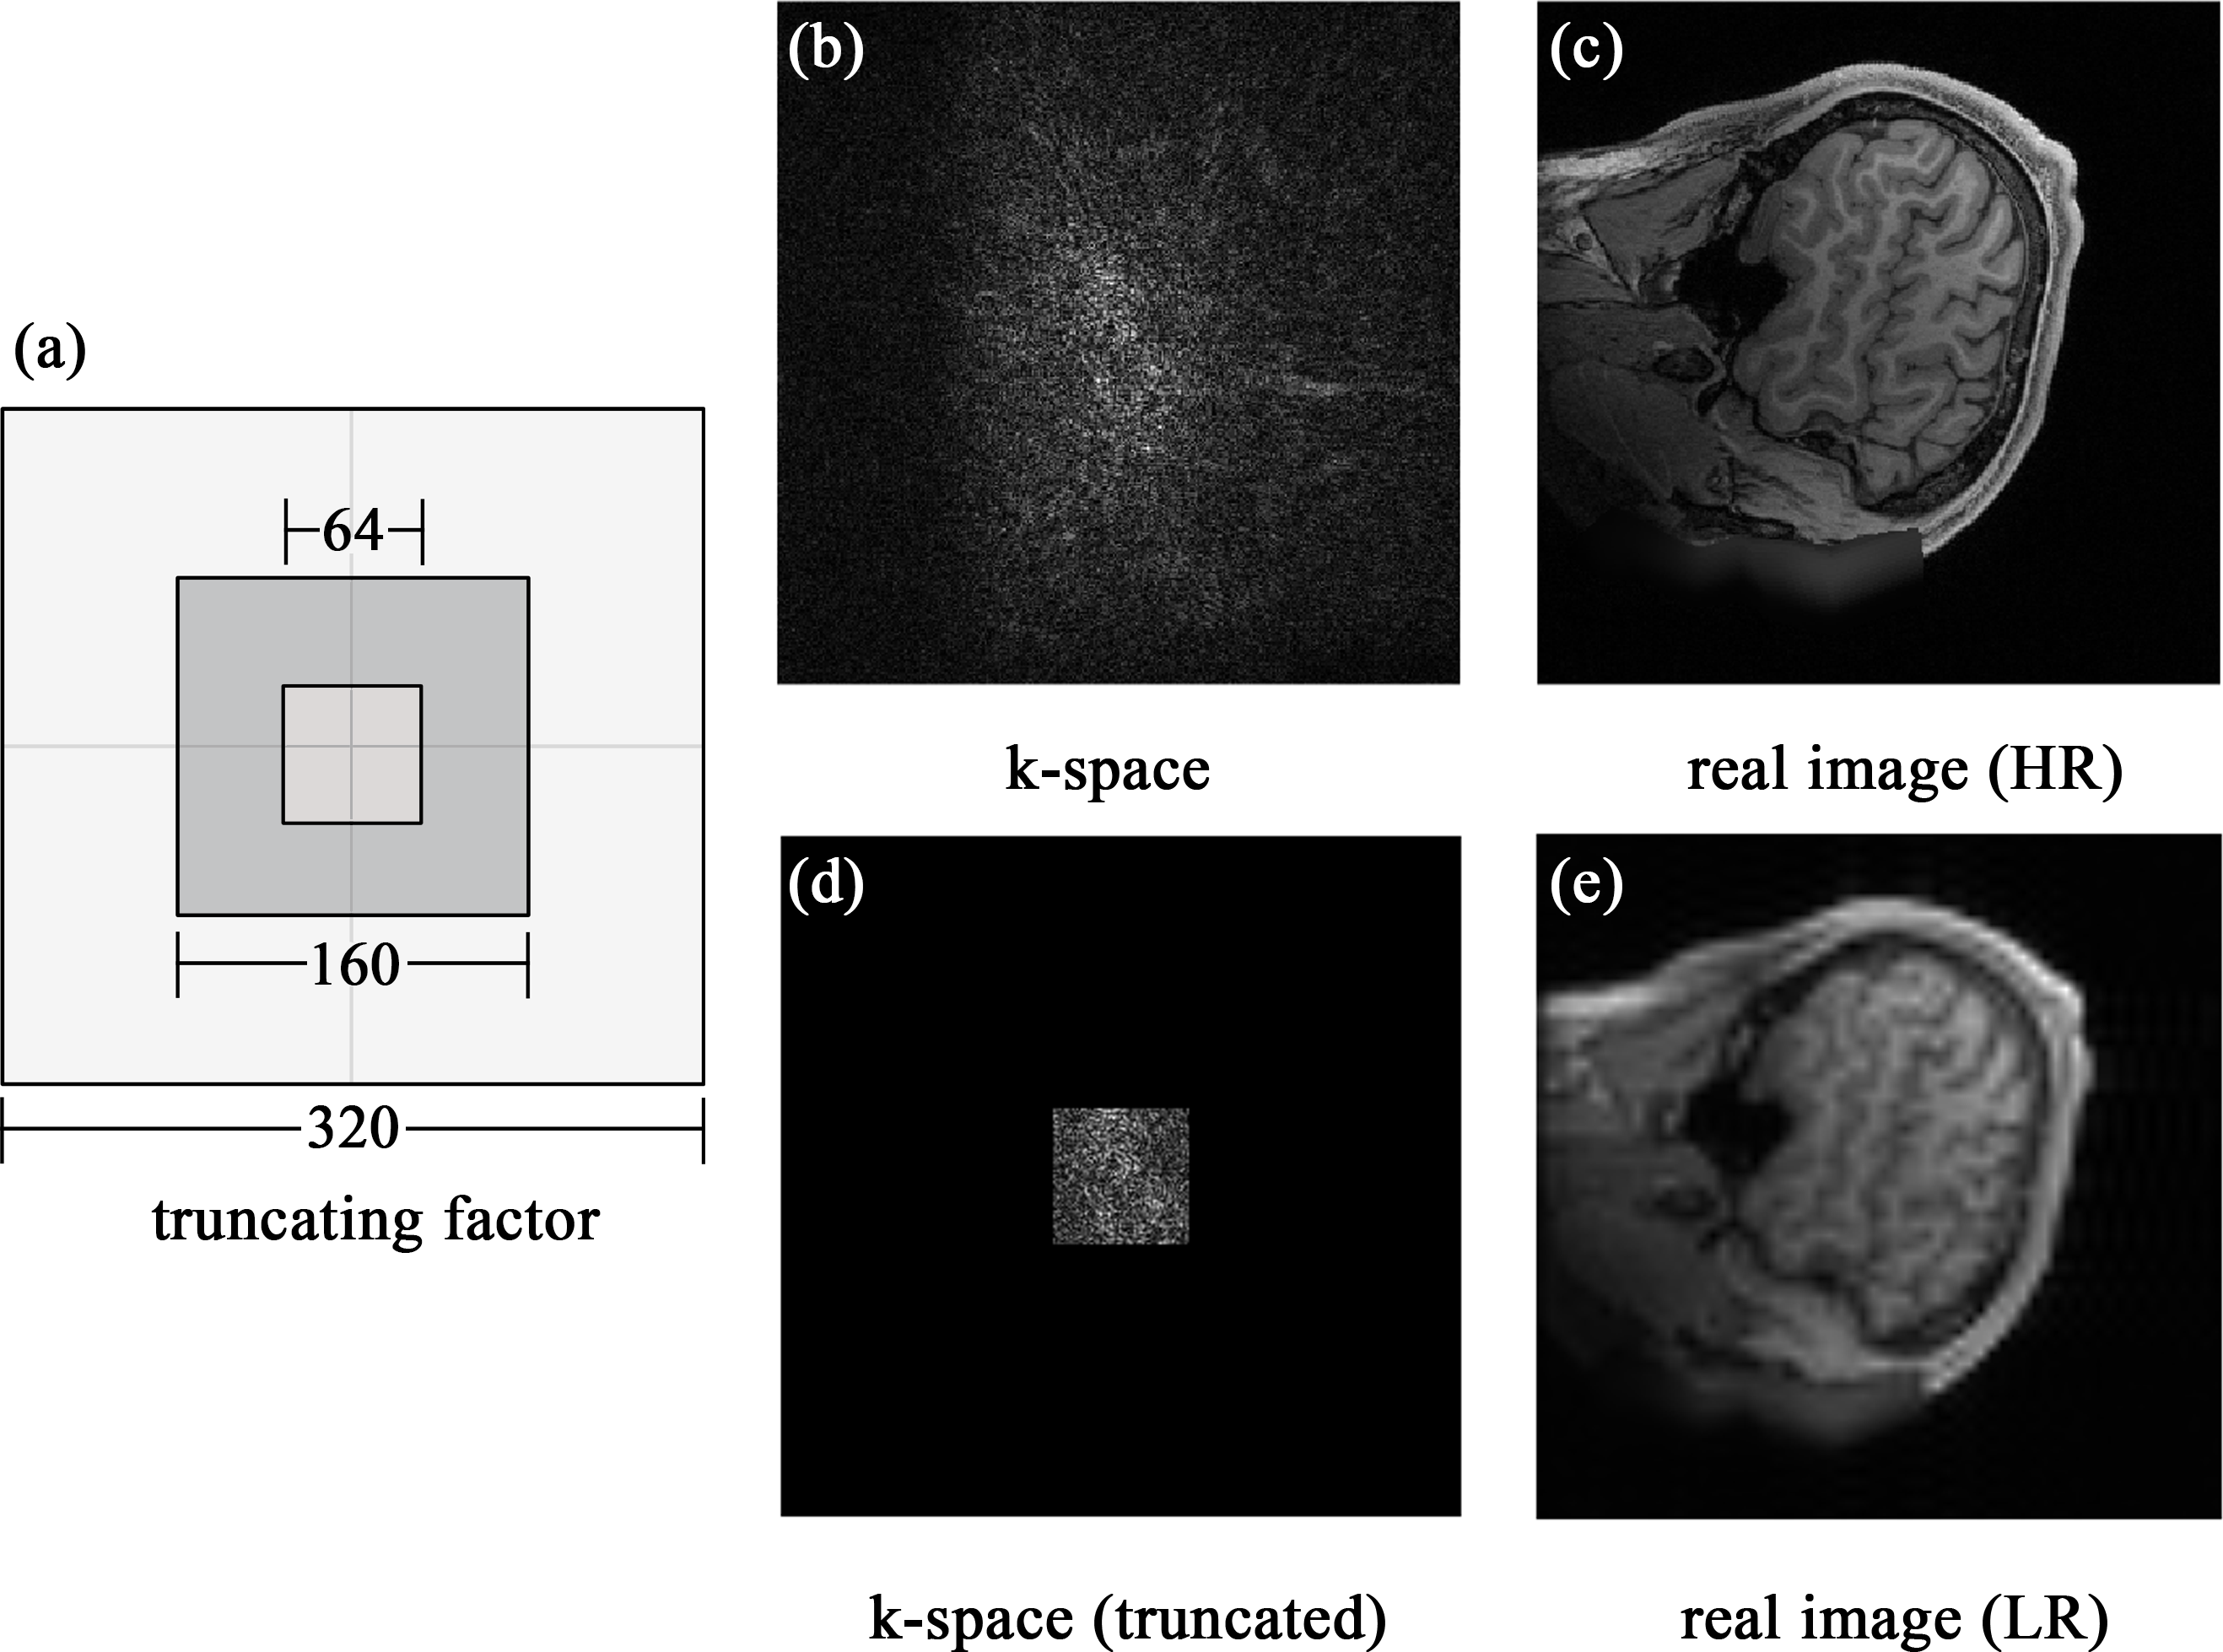 (a)
64
160
320
truncating factor
(b)
k-space
(c)
real image (HR)
(d)
k-space (truncated)
(e)
real image (LR)